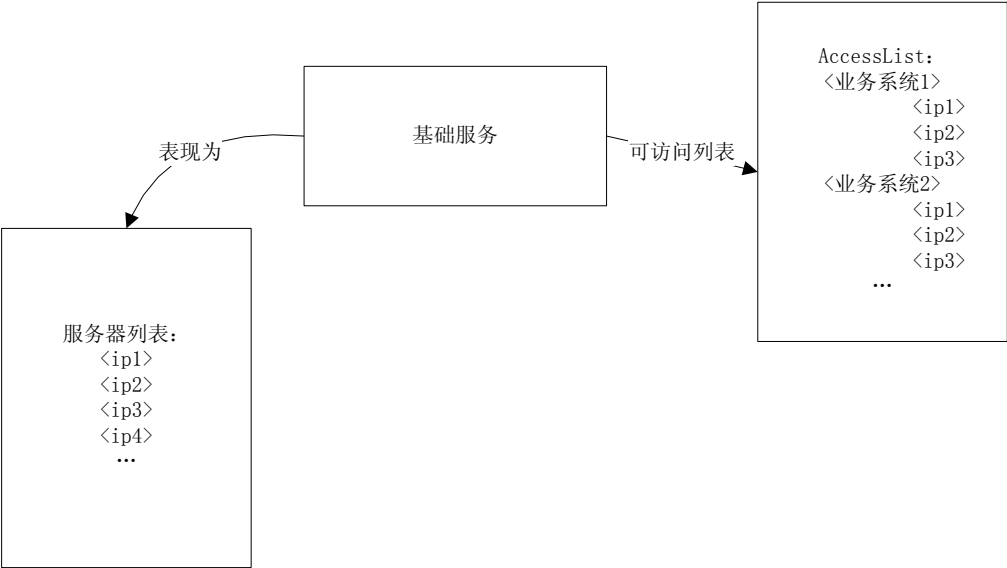 基础服务
表现为
可访问列表
AccessList:
<业务系统1>
<ip1>
<ip2>
<ip3>
<业务系统2>
<ip1>
<ip2>
<ip3>
…
服务器列表:
<ip1>
<ip2>
<ip3>
<ip4>
…